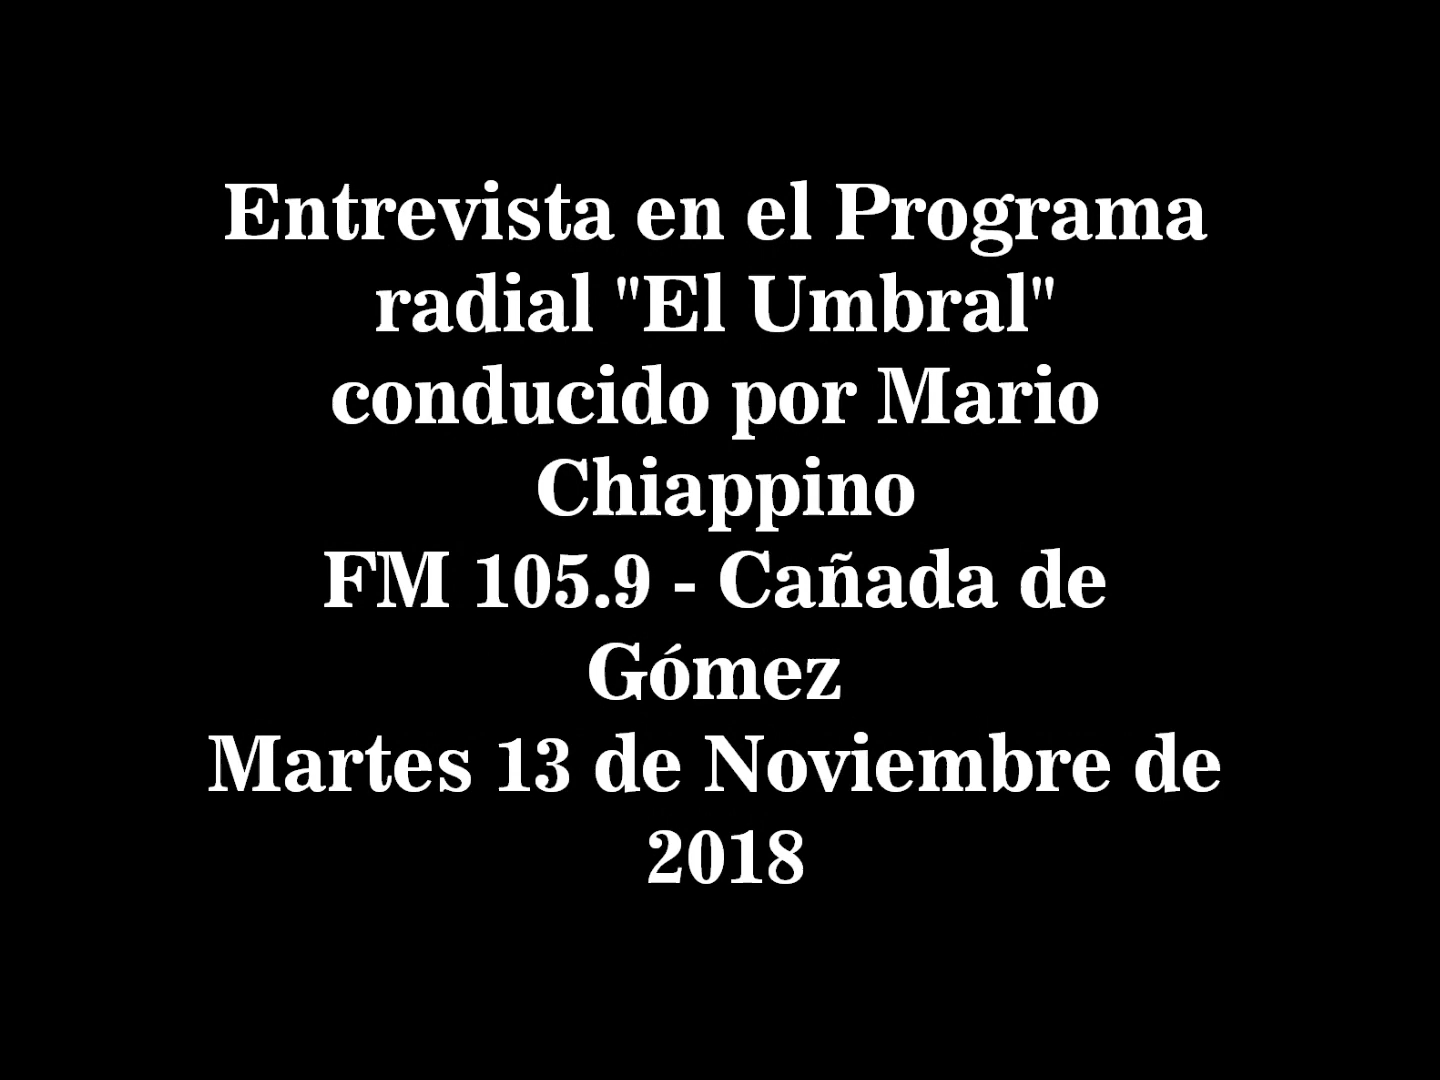 Entrevista en el Programa
radial "El Umbral"
conducido por Mario
Chiappino
FM 105.9 - Cañada de
Gómez
Martes 13 de Noviembre de
2018